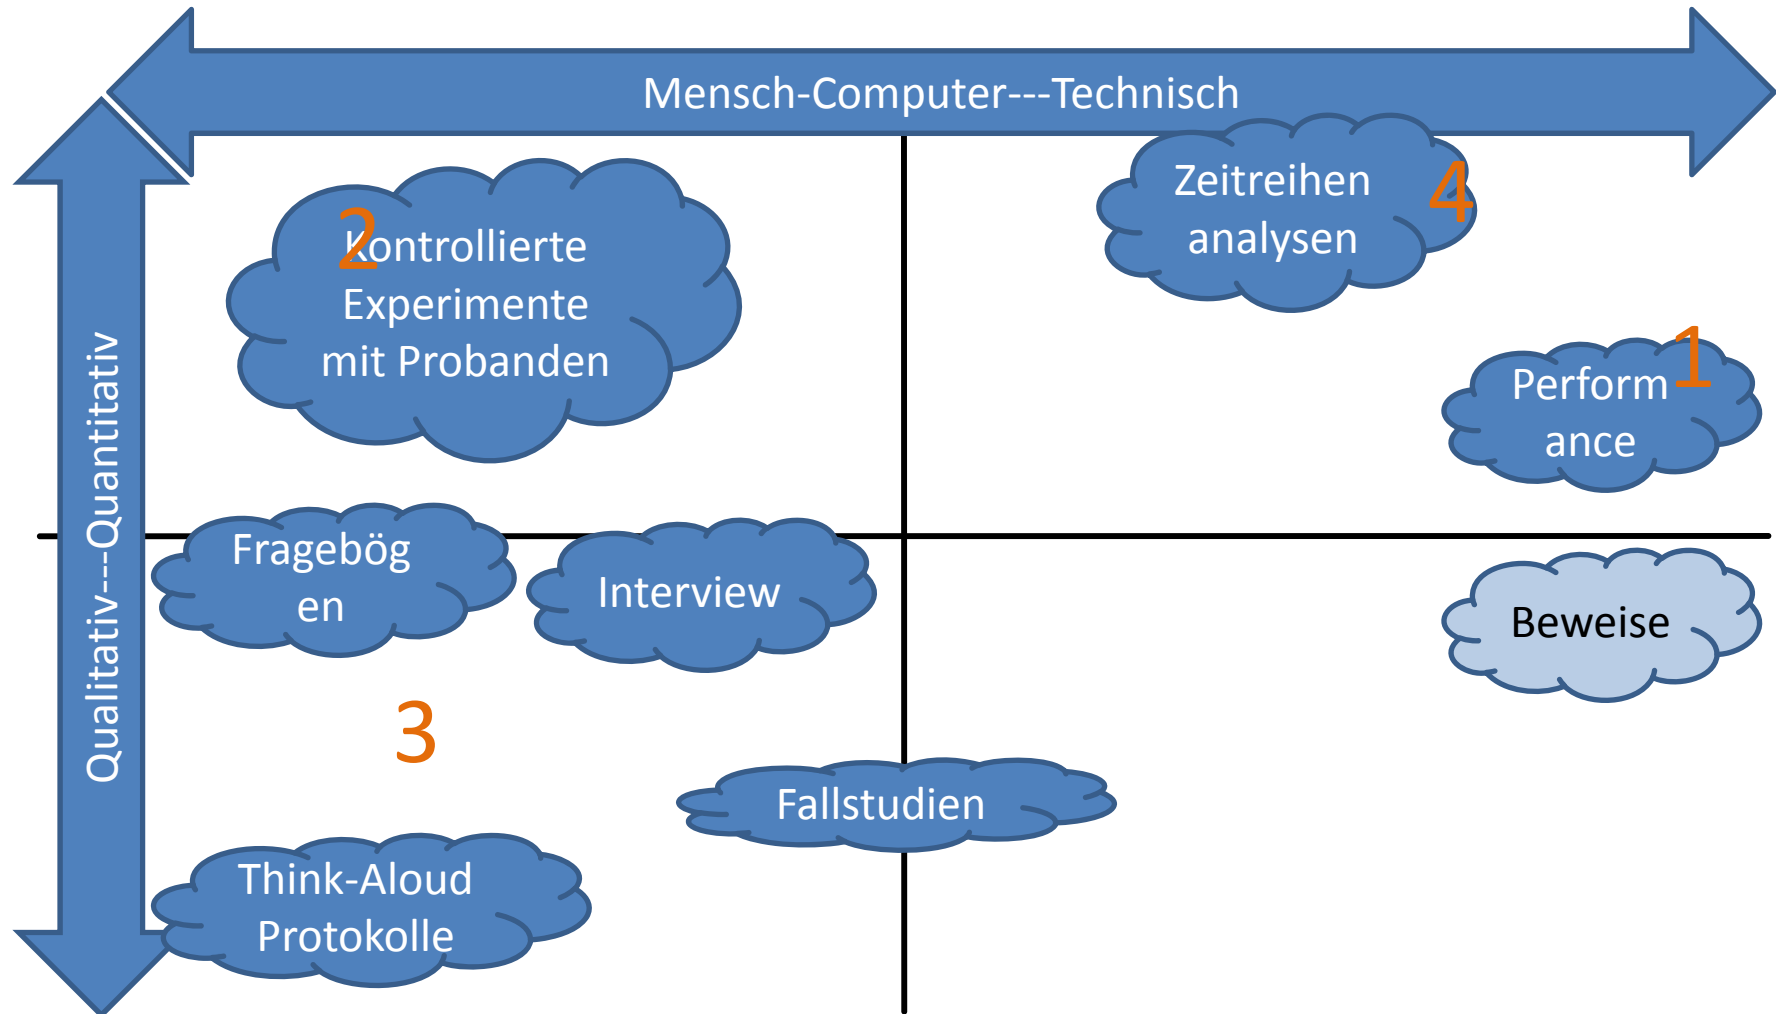 Mensch-Computer---Technisch
Qualitativ---Quantitativ
2
Kontrollierte
Experimente
mit Probanden
Zeitreihen
analysen
4
1
Perform
ance
Fragebög
en
Interview
Beweise
3
Fallstudien
Think-Aloud
Protokolle